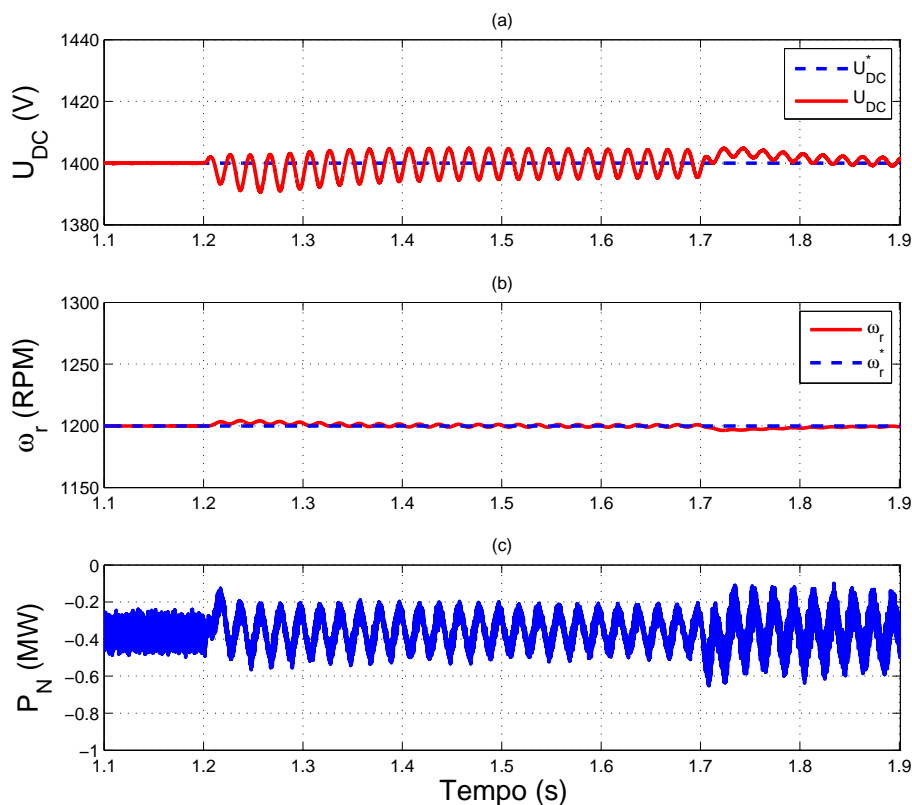 (a)
U_DC (V)
1440
1420
1400
1380
U*_DC
U_DC
1.1 1.2 1.3 1.4 1.5 1.6 1.7 1.8 1.9
(b)
ω_r (RPM)
1300
1250
1200
1150
ω_r
ω*_r
1.1 1.2 1.3 1.4 1.5 1.6 1.7 1.8 1.9
(c)
P_N (MW)
0
−0.2
−0.4
−0.6
−0.8
−1
1.1 1.2 1.3 1.4 1.5 1.6 1.7 1.8 1.9
Tempo (s)